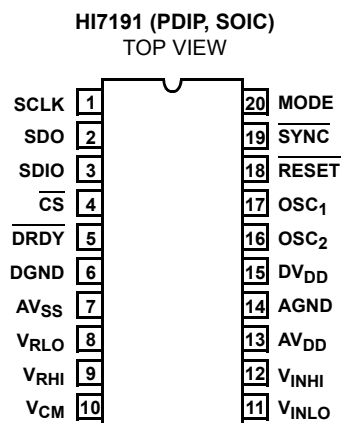 HI7191 (PDIP, SOIC)
TOP VIEW
SCLK 1 20 MODE
SDO 2 19 SYNC
SDIO 3 18 RESET
CS 4 17 OSC1
DRDY 5 16 OSC2
DGND 6 15 DVDD
AVSS 7 14 AGND
VRLO 8 13 AVDD
VRHI 9 12 VINHI
VCM 10 11 VINLO